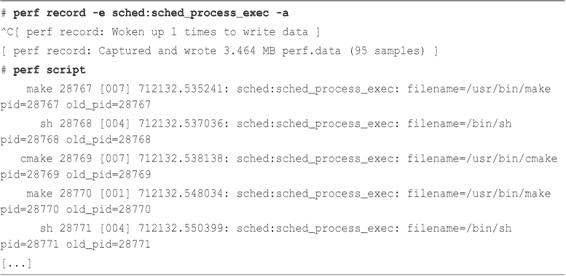 # perf record -e sched:sched_process_exec -a
^C[ perf record: Woken up 1 times to write data ]
[ perf record: Captured and wrote 3.464 MB perf.data (95 samples) ]
# perf script
make 28767 [007] 712132.535241: sched:sched_process_exec: filename=/usr/bin/make
pid=28767 old_pid=28767
sh 28768 [004] 712132.537036: sched:sched_process_exec: filename=/bin/sh
pid=28768 old_pid=28768
cmake 28769 [007] 712132.538138: sched:sched_process_exec: filename=/usr/bin/cmake
pid=28769 old_pid=28769
make 28770 [001] 712132.548034: sched:sched_process_exec: filename=/usr/bin/make
pid=28770 old_pid=28770
sh 28771 [004] 712132.550399: sched:sched_process_exec: filename=/bin/sh
pid=28771 old_pid=28771
[...]